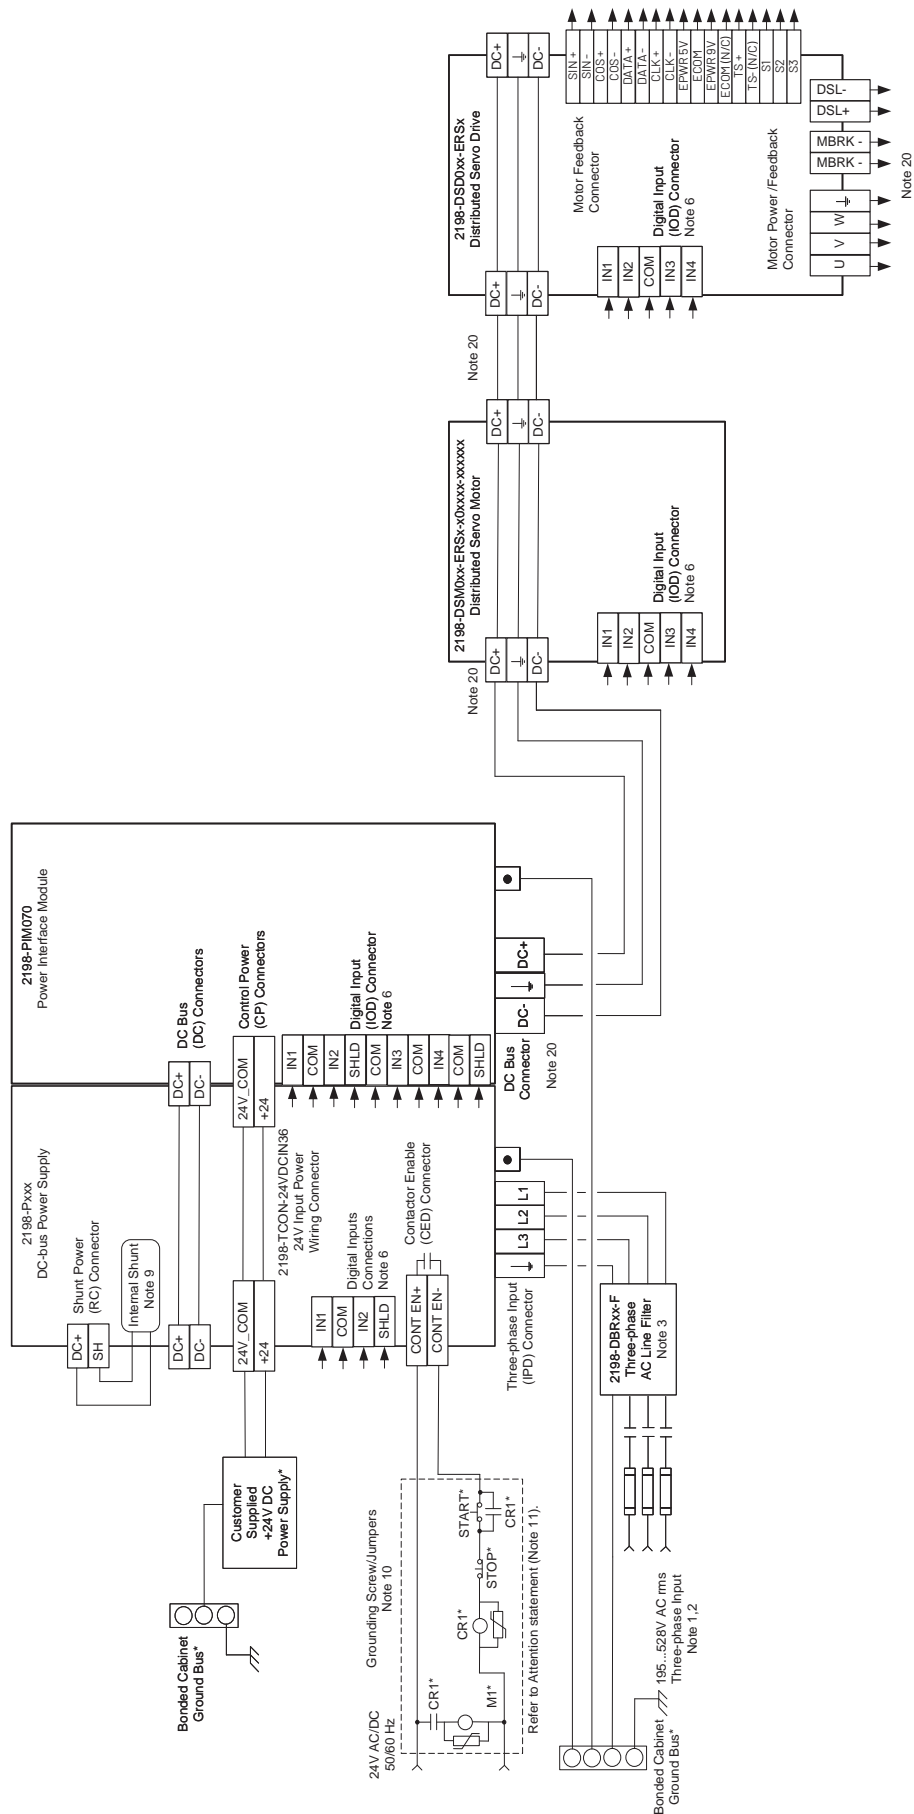 2198-Pxxx
DC-bus Power Supply
Shunt Power
(RC) Connector
DC+
SH
Internal Shunt
Note 9
DC+
DC-
24V_COM
+24
2198-TCON-24VDCIN36
24V Input Power
Wiring Connector
IN1
COM
IN2
SHLD
Digital Inputs
Connections
Note 6
CONT EN+
CONT EN-
Contactor Enable
(CED) Connector
Three-phase Input
(IPD) Connector
L3
L2
L1
2198-PIM070
Power Interface Module
DC+
DC-
DC Bus
(DC) Connectors
24V_COM
+24
Control Power
(CP) Connectors
IN1
COM
IN2
SHLD
COM
IN3
COM
IN4
COM
SHLD
Digital Input
(IOD) Connector
Note 6
DC Bus
Connector
Note 20
DC-
DC+
Bonded Cabinet
Ground Bus*
Customer
Supplied
+24V DC
Power Supply*
24V AC/DC
50/60 Hz
Grounding Screw/Jumpers
Note 10
CR1*
M1*
CR1*
STOP*
START*
CR1*
Refer to Attention statement (Note 11).
Bonded Cabinet
Ground Bus*
195...528V AC rms
Three-phase Input
Note 1,2
2198-DBRxx-F
Three-phase
AC Line Filter
Note 3
2198-DSM0xx-ERSx-x0xxxx-xxxxxx
Distributed Servo Motor
Note 20
DC+
DC-
DC+
DC-
IN1
IN2
COM
IN3
IN4
Digital Input
(IOD) Connector
Note 6
Note 20
2198-DSD0xx-ERSx
Distributed Servo Drive
DC+
DC-
DC+
DC-
IN1
IN2
COM
IN3
IN4
Digital Input
(IOD) Connector
Note 6
Motor Feedback
Connector
SIN +
SIN -
COS +
COS -
DATA +
DATA -
CLK +
CLK -
EPWR 5V
ECOM
EPWR 9V
ECOM (N/C)
TS +
TS- (N/C)
S1
S2
S3
Motor Power /Feedback
Connector
U
V
W
MBRK -
MBRK -
DSL+
DSL-
Note 20